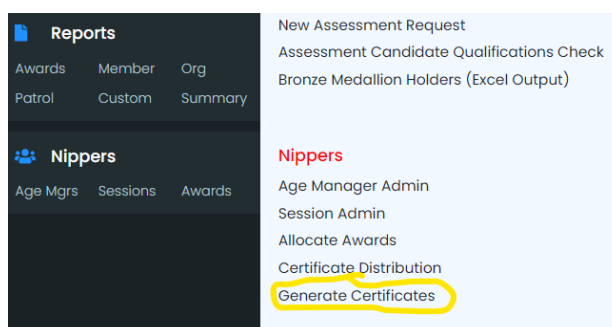 Reports
Awards Member Org
Patrol Custom Summary
Nippers
Age Mgrs Sessions Awards
New Assessment Request
Assessment Candidate Qualifications Check
Bronze Medallion Holders (Excel Output)
Nippers
Age Manager Admin
Session Admin
Allocate Awards
Certificate Distribution
Generate Certificates